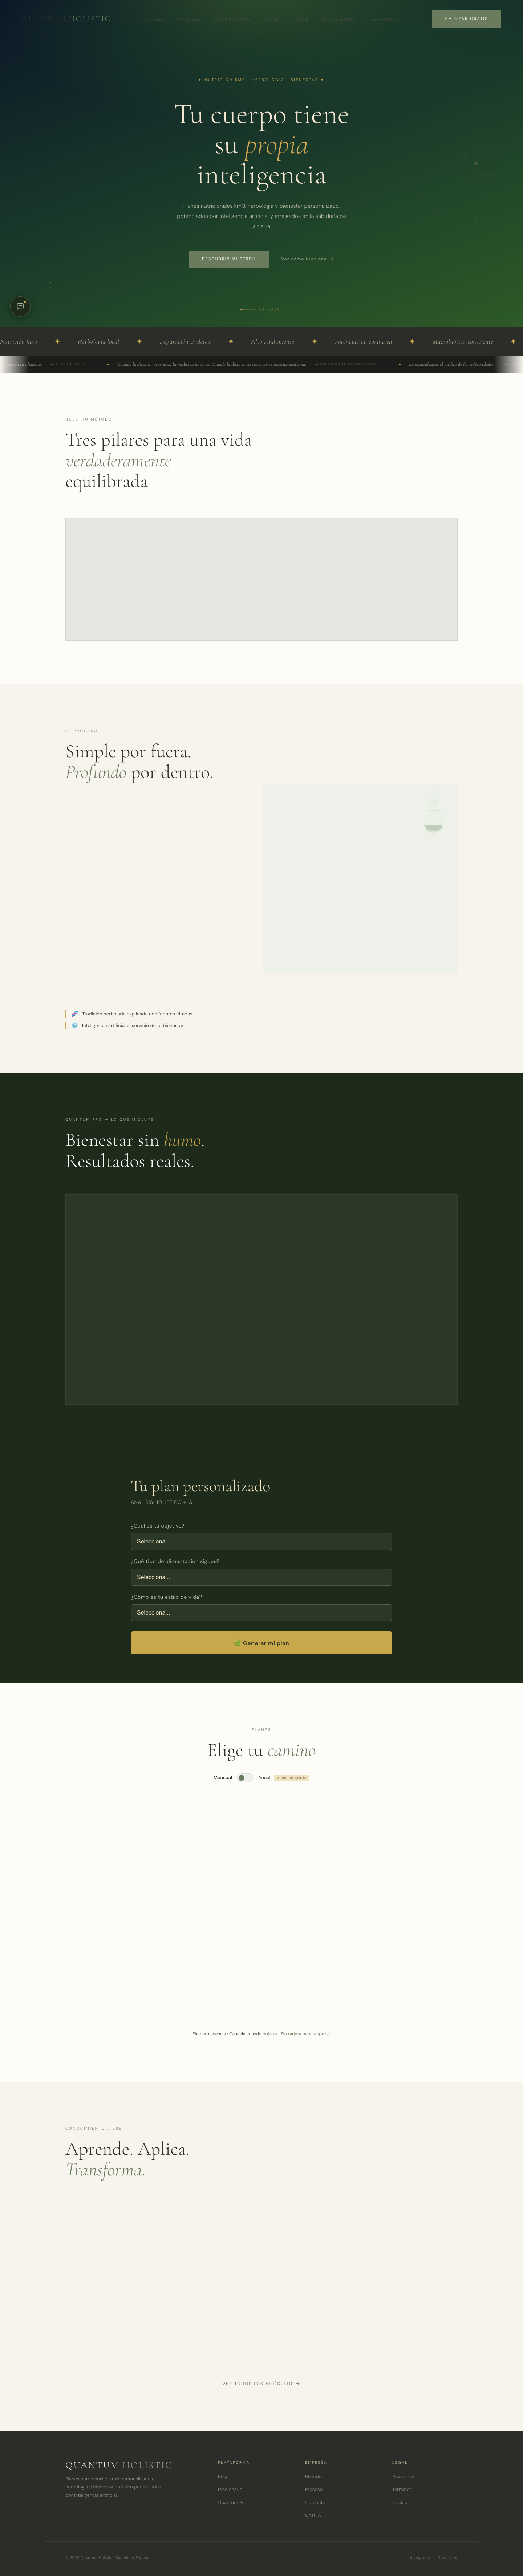 HOLISTIC
EMPEZAR GRATIS
✦ NUTRICIÓN KM0 · HERBOLOGÍA · BIENESTAR ✦
Tu cuerpo tiene
su propia
inteligencia
Planes nutricionales km0, herbología y bienestar personalizado,
potenciados por inteligencia artificial y arraigados en la sabiduría de
la tierra.
DESCUBRIR MI PERFIL
Ver cómo funciona →
EXPLORAR
Nutrición kmo ✦ Herbología local ✦ Depuración & detox ✦ Alto rendimiento ✦ Potenciación cognitiva ✦ Macrobiótica consciente ✦
Cuando la dieta es incorrecta, la medicina no sirve. Cuando la dieta es correcta, no se necesita medicina.
La naturaleza es el médico de las enfermedades.
NUESTRO MÉTODO
Tres pilares para una vida
verdaderamente
equilibrada
EL PROCESO
Simple por fuera.
Profundo por dentro.
Tradición herbolaria explicada con fuentes citadas
Inteligencia artificial al servicio de tu bienestar
QUANTUM PRO — LO QUE INCLUYE
Bienestar sin humo.
Resultados reales.
Tu plan personalizado
ANÁLISIS HOLÍSTICO + IA
¿Cuál es tu objetivo?
Selecciona...
¿Qué tipo de alimentación sigues?
Selecciona...
¿Cómo es tu estilo de vida?
Selecciona...
🌿 Generar mi plan
PLANES
Elige tu camino
Mensual Anual 2 meses gratis
Sin permanencia · Cancela cuando quieras · Sin tarjeta para empezar
CONOCIMIENTO LIBRE
Aprende. Aplica.
Transforma.
VER TODOS LOS ARTÍCULOS →
QUANTUM HOLISTIC
Planes nutricionales km0 personalizados,
herbología y bienestar holístico potenciados
por inteligencia artificial.
PLATAFORMA
Blog
Diccionario
Quantum Pro
EMPRESA
Método
Proceso
Contacto
Chat IA
LEGAL
Privacidad
Términos
Cookies
Instagram
Newsletter